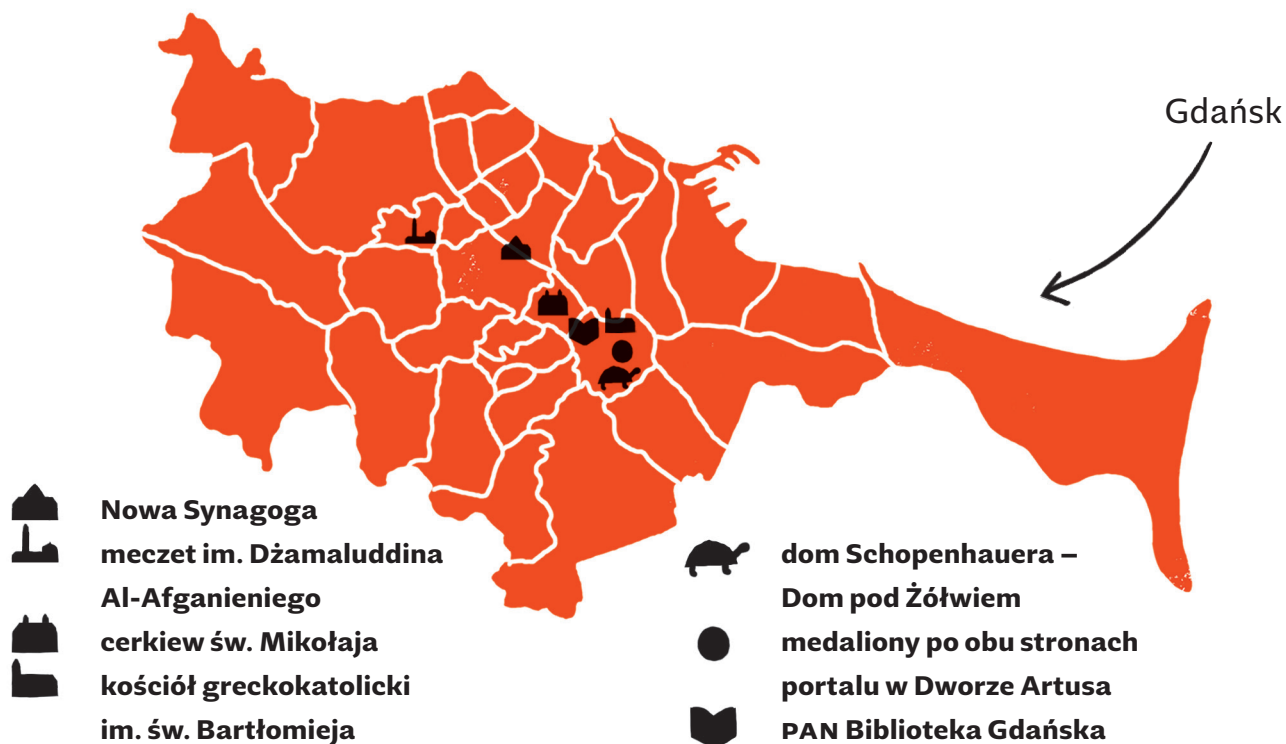 Gdańsk
Nowa Synagoga
meczet im. Dżamaluddina
Al-Afganieniego
cerkiew św. Mikołaja
kościół greckokatolicki
im. św. Bartłomieja
dom Schopenhauera –
Dom pod Żółwiem
medaliony po obu stronach
portalu w Dworze Artusa
PAN Biblioteka Gdańska